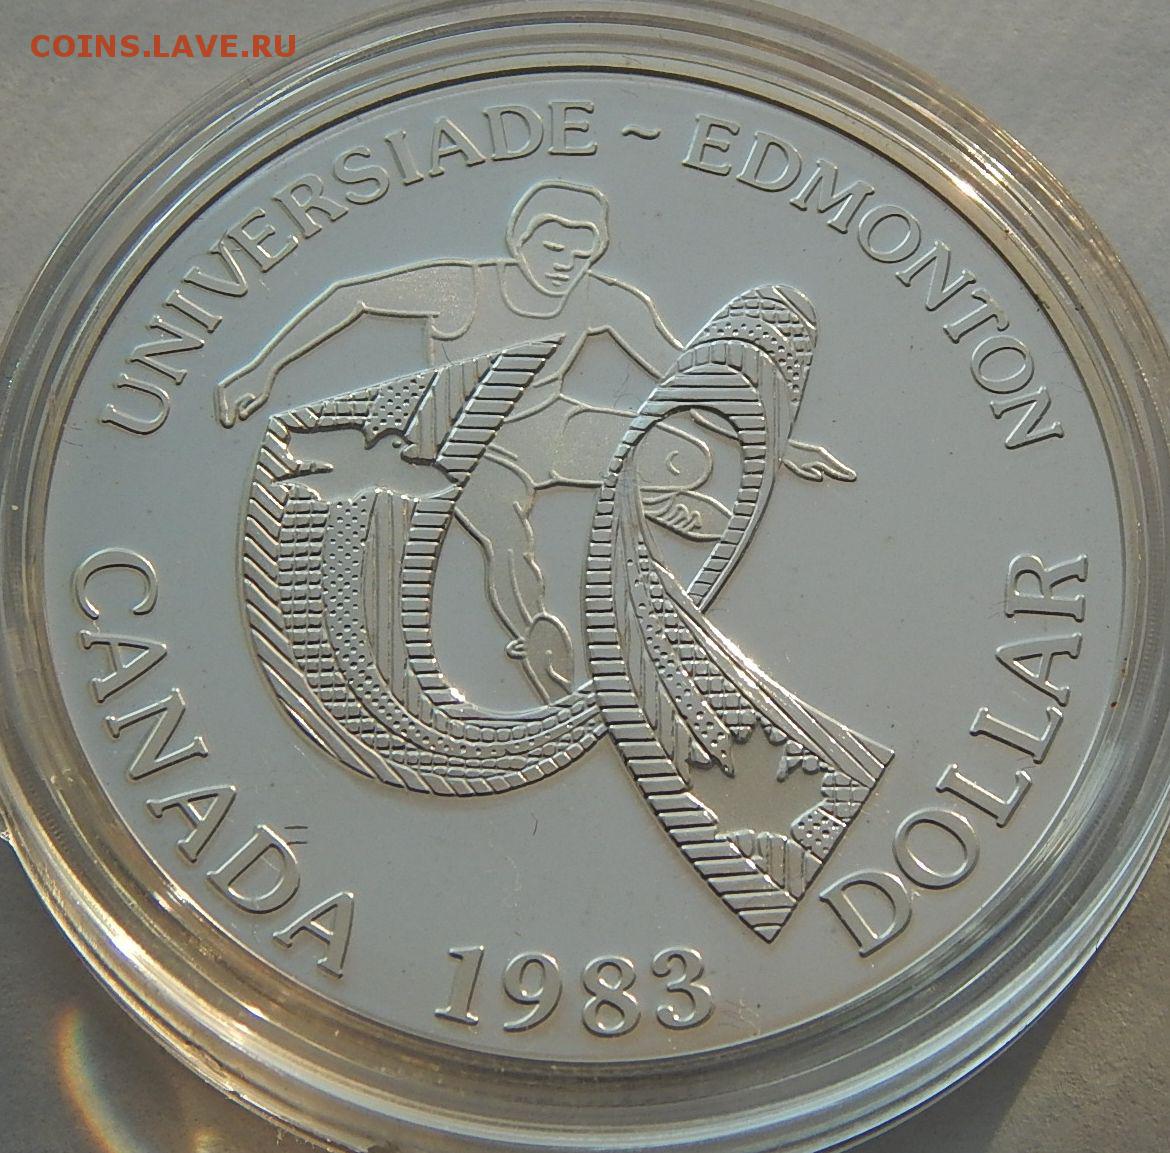 COINS.LAVE.RU
UNIVERSIADE ~ EDMONTON
CANADA 1983 DOLLAR